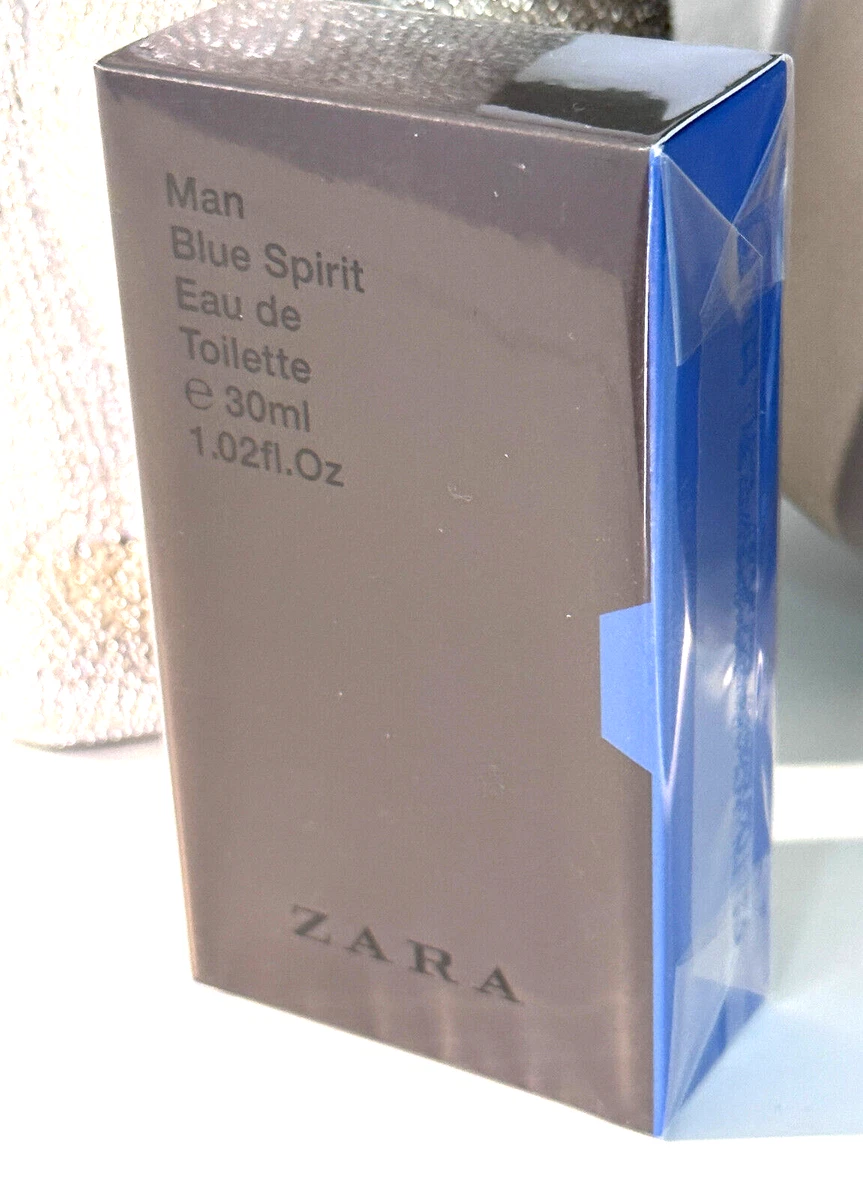 Man
Blue Spirit
Eau de
Toilette
℮ 30ml
1.02fl.Oz
ZARA